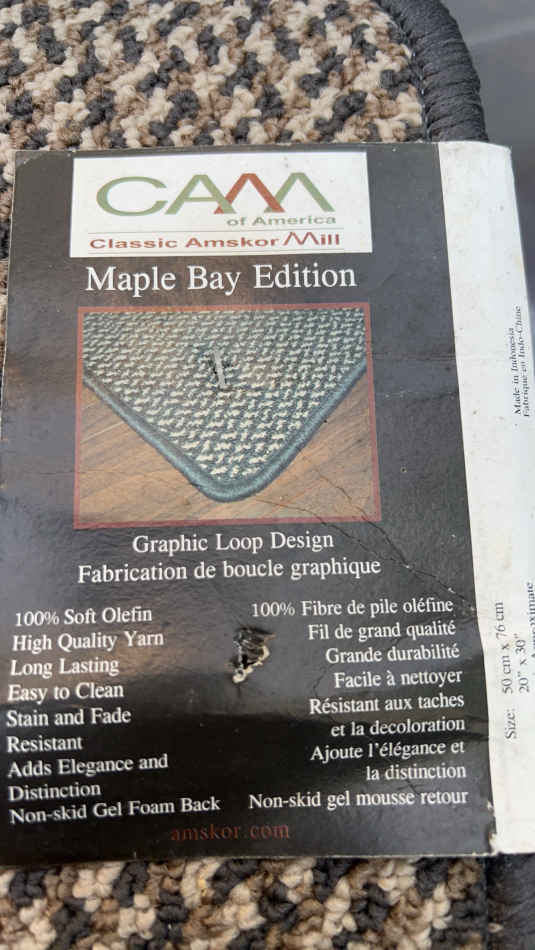 CAM
of America
Classic Amskor Mill
Maple Bay Edition
Graphic Loop Design
Fabrication de boucle graphique
100% Soft Olefin
High Quality Yarn
Long Lasting
Easy to Clean
Stain and Fade
Resistant
Adds Elegance and
Distinction
Non-skid Gel Foam Back
100% Fibre de pile oléfine
Fil de grand qualité
Grande durabilité
Facile à nettoyer
Résistant aux taches
et la decoloration
Ajoute l'élégance et
la distinction
Non-skid gel mousse retour
amskor.com
Made in Indonesia
Fabrique en Indo-Chine
Size: 50 cm x 76 cm
20" x 30"